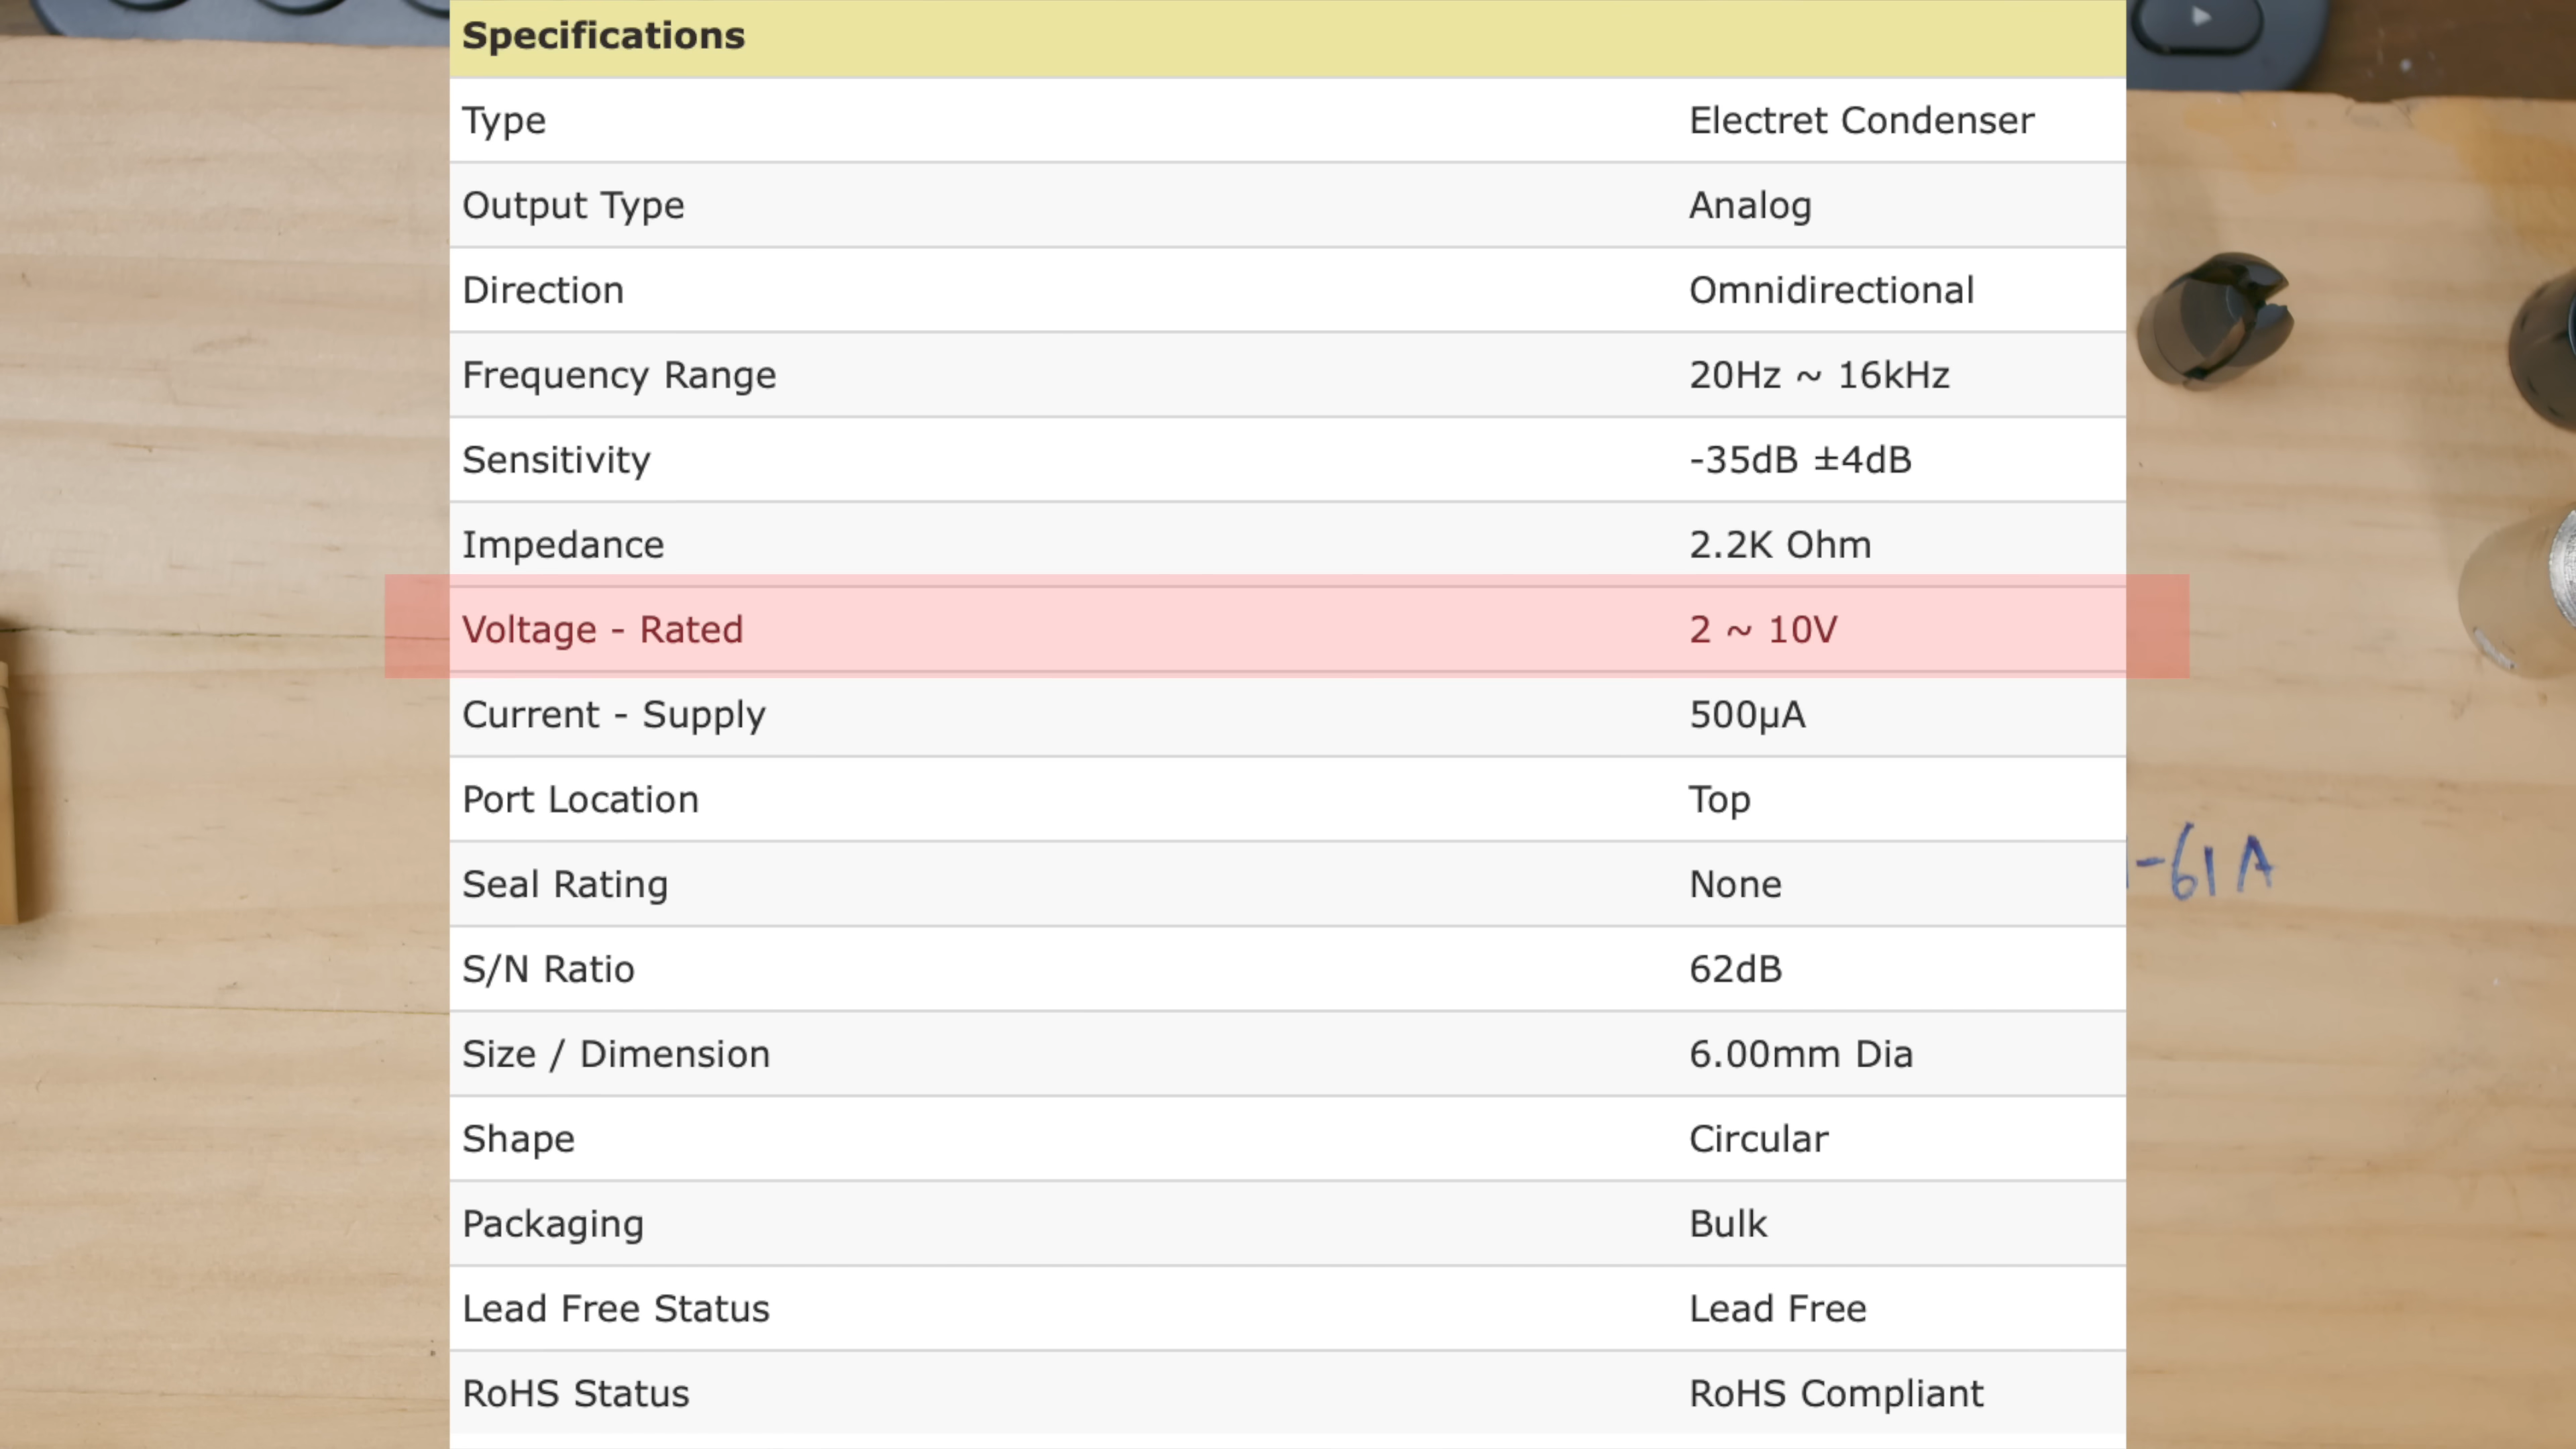 Specifications
Type Electret Condenser
Output Type Analog
Direction Omnidirectional
Frequency Range 20Hz ~ 16kHz
Sensitivity -35dB ±4dB
Impedance 2.2K Ohm
Voltage - Rated 2 ~ 10V
Current - Supply 500µA
Port Location Top
Seal Rating None
-61A
S/N Ratio 62dB
Size / Dimension 6.00mm Dia
Shape Circular
Packaging Bulk
Lead Free Status Lead Free
RoHS Status RoHS Compliant